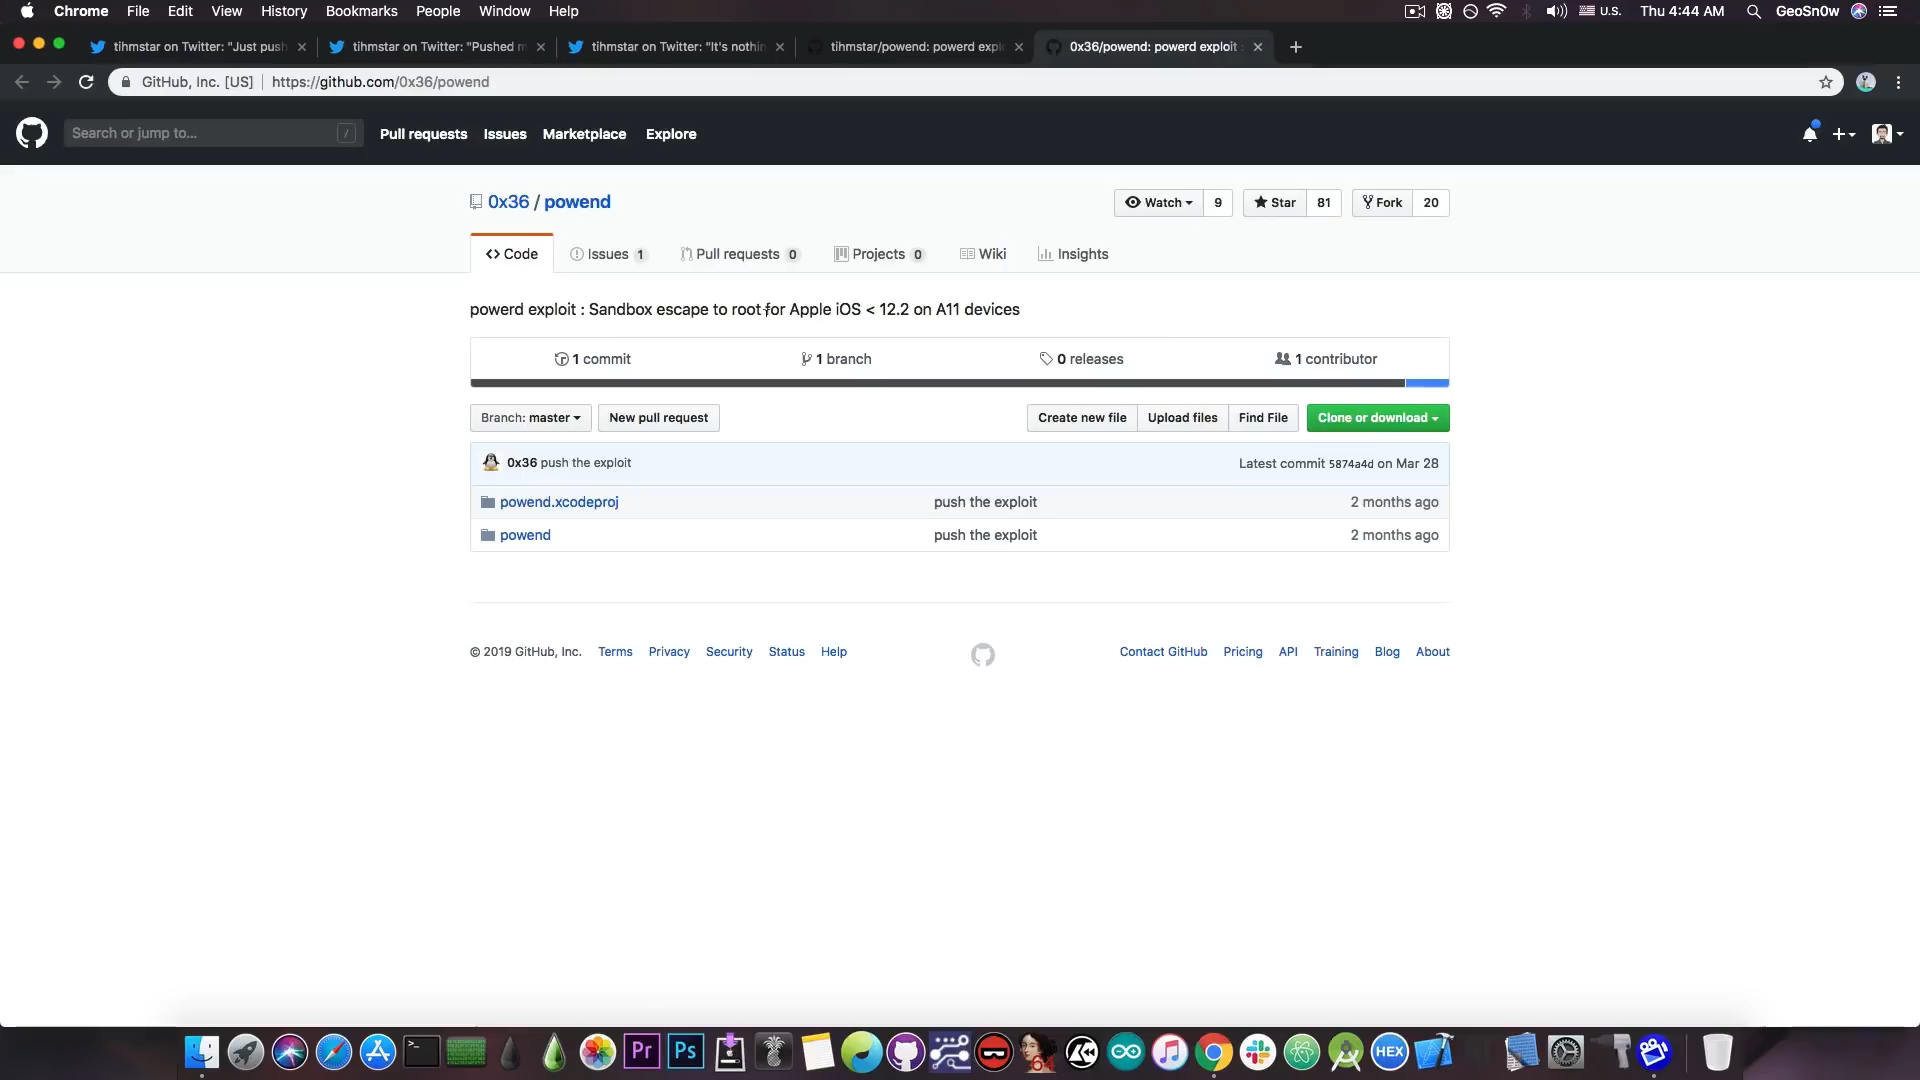 Chrome File Edit View History Bookmarks People Window Help U.S. Thu 4:44 AM GeoSn0w
tihmstar on Twitter: "Just push tihmstar on Twitter: "Pushed m tihmstar on Twitter: "It's nothin tihmstar/powend: powerd explo 0x36/powend: powerd exploit :
GitHub, Inc. [US] https://github.com/0x36/powend
Search or jump to... / Pull requests Issues Marketplace Explore
0x36 / powend Watch 9 Star 81 Fork 20
Code Issues 1 Pull requests 0 Projects 0 Wiki Insights
powerd exploit : Sandbox escape to root for Apple iOS < 12.2 on A11 devices
1 commit 1 branch 0 releases 1 contributor
Branch: master New pull request Create new file Upload files Find File Clone or download
0x36 push the exploit Latest commit 5874a4d on Mar 28
powend.xcodeproj push the exploit 2 months ago
powend push the exploit 2 months ago
© 2019 GitHub, Inc. Terms Privacy Security Status Help Contact GitHub Pricing API Training Blog About
Pr Ps 64 HEX